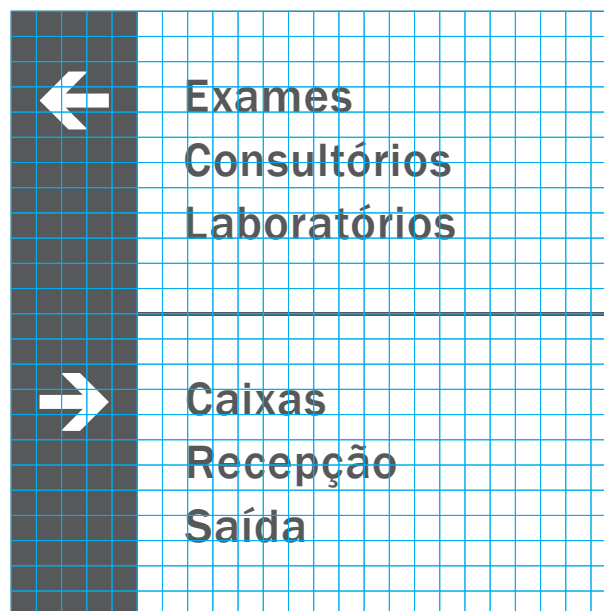 Exames
Consultórios
Laboratórios
Caixas
Recepção
Saída